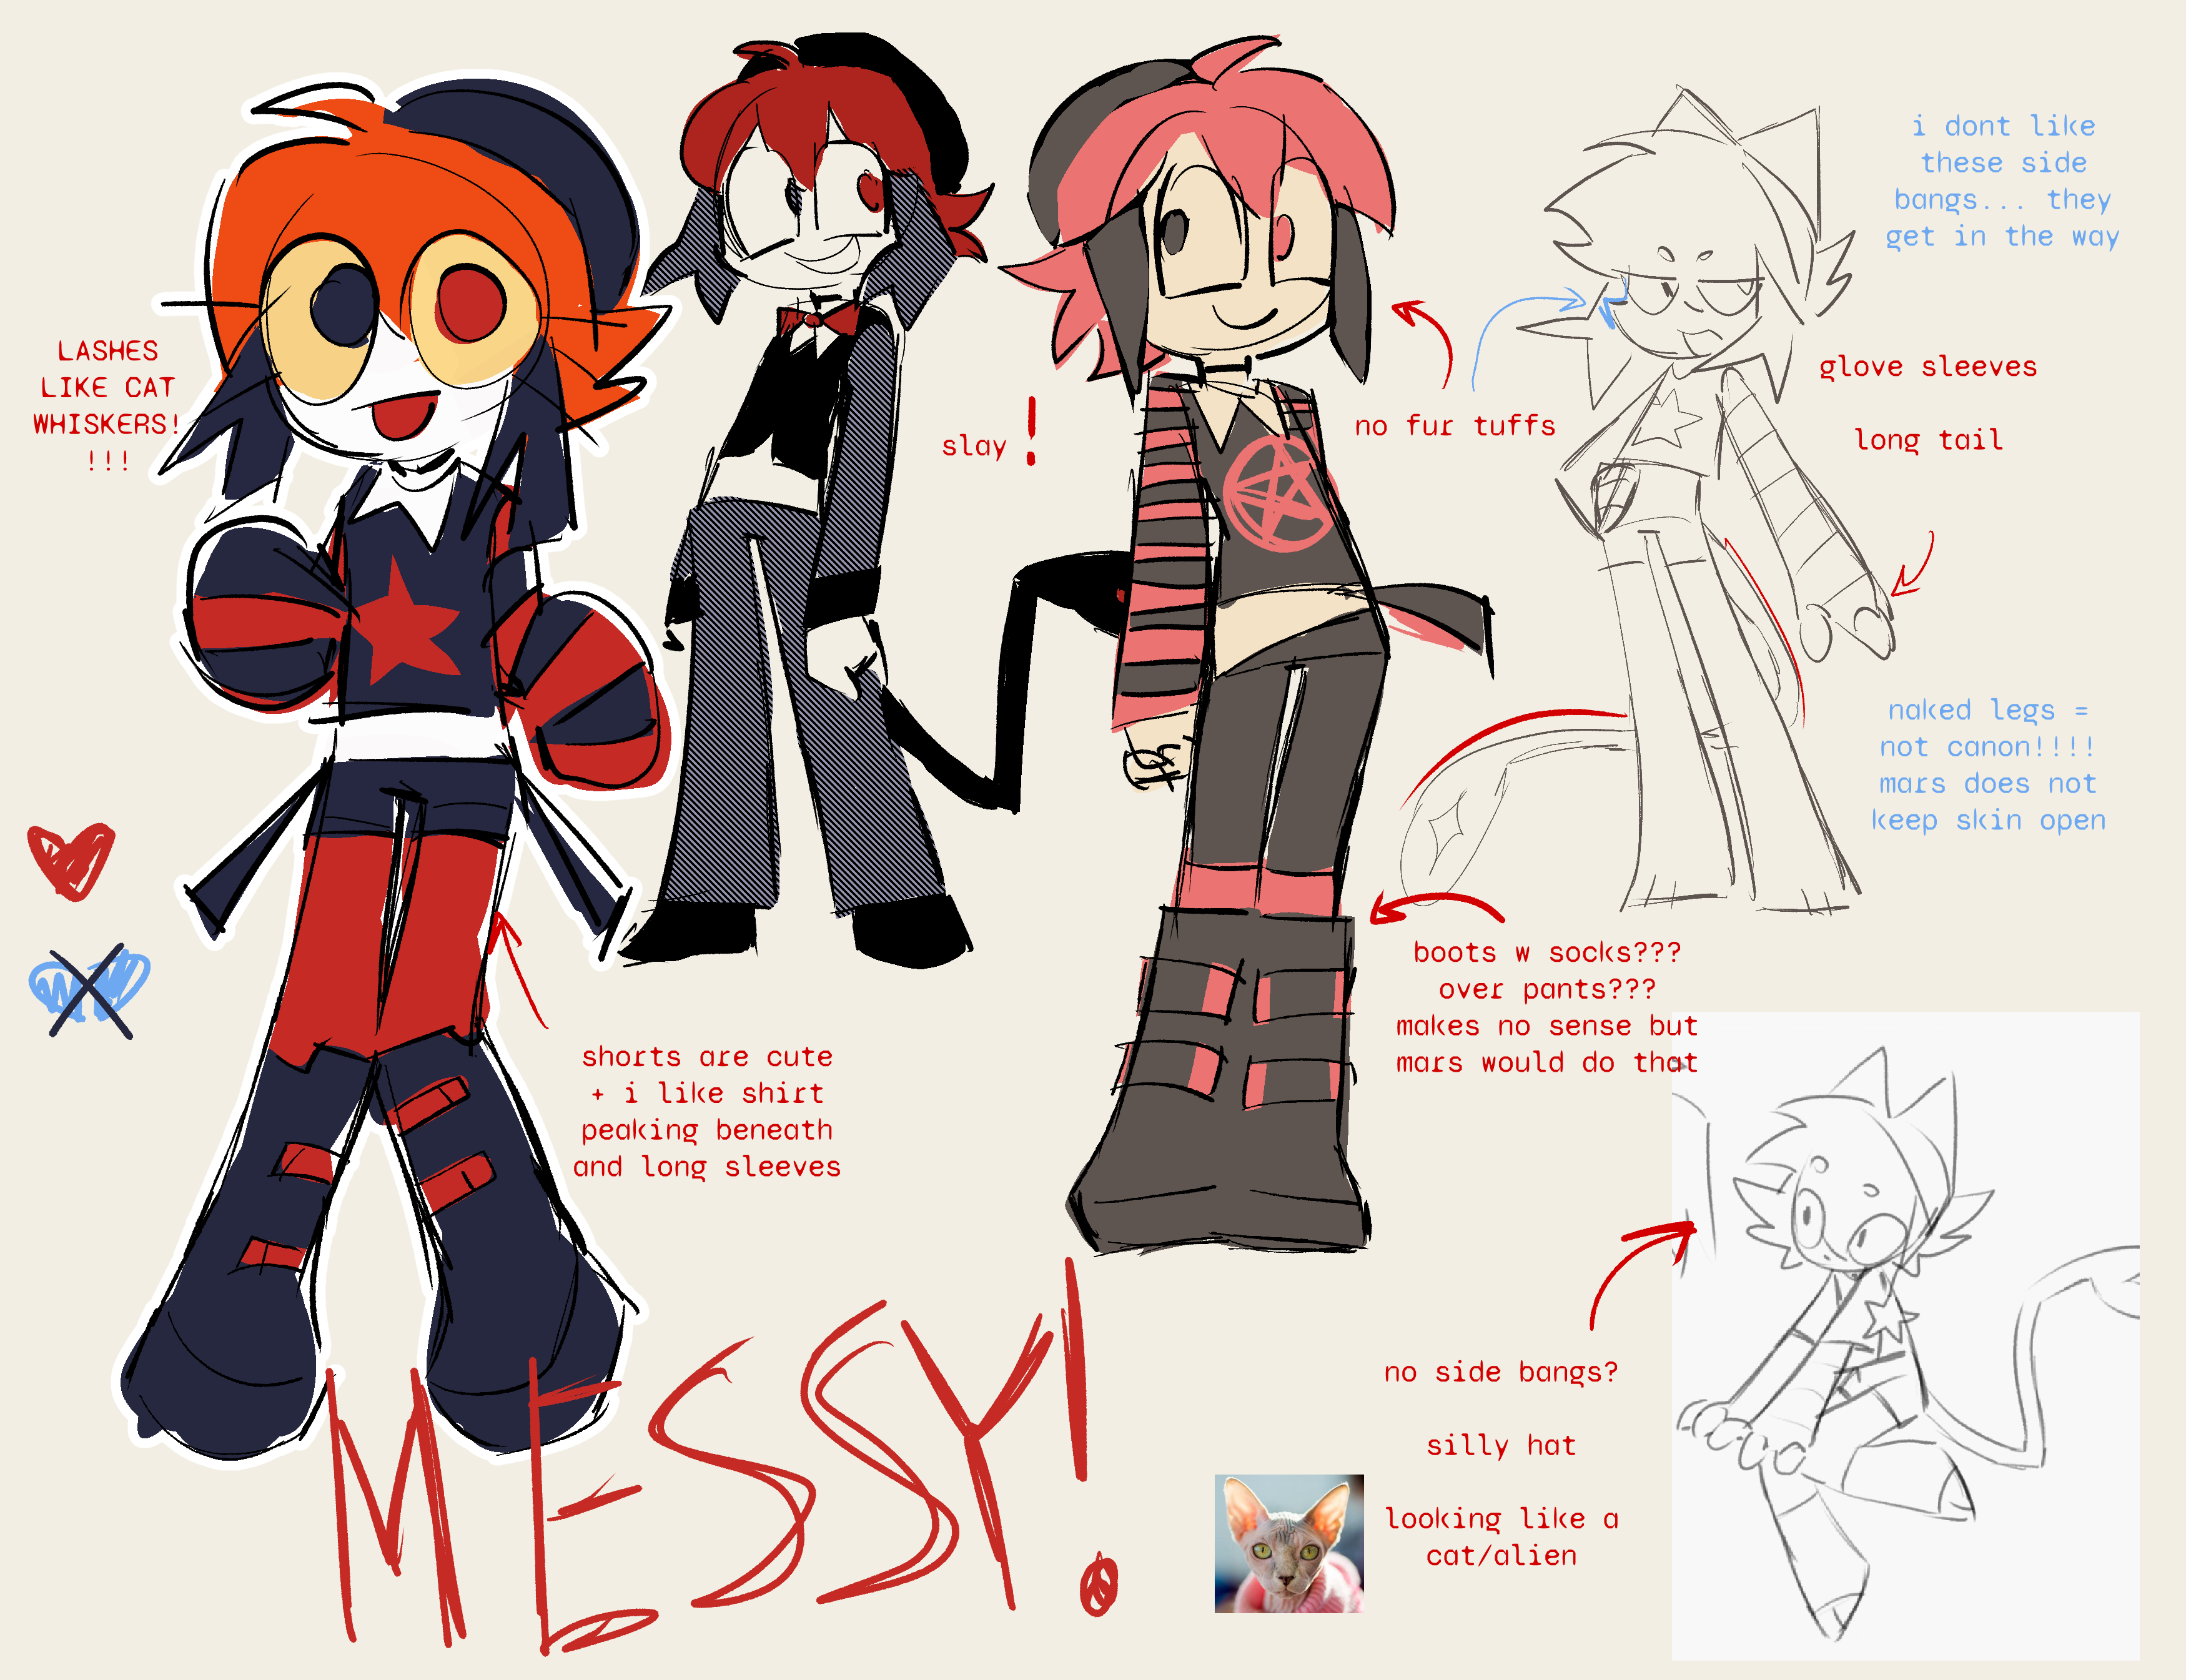 LASHES
LIKE CAT
WHISKERS!
!!!
slay !
no fur tuffs
i dont like
these side
bangs... they
get in the way
glove sleeves
long tail
naked legs =
not canon!!!!
mars does not
keep skin open
boots w socks???
over pants???
makes no sense but
mars would do that
shorts are cute
+ i like shirt
peaking beneath
and long sleeves
MESSY!
no side bangs?
silly hat
looking like a
cat/alien